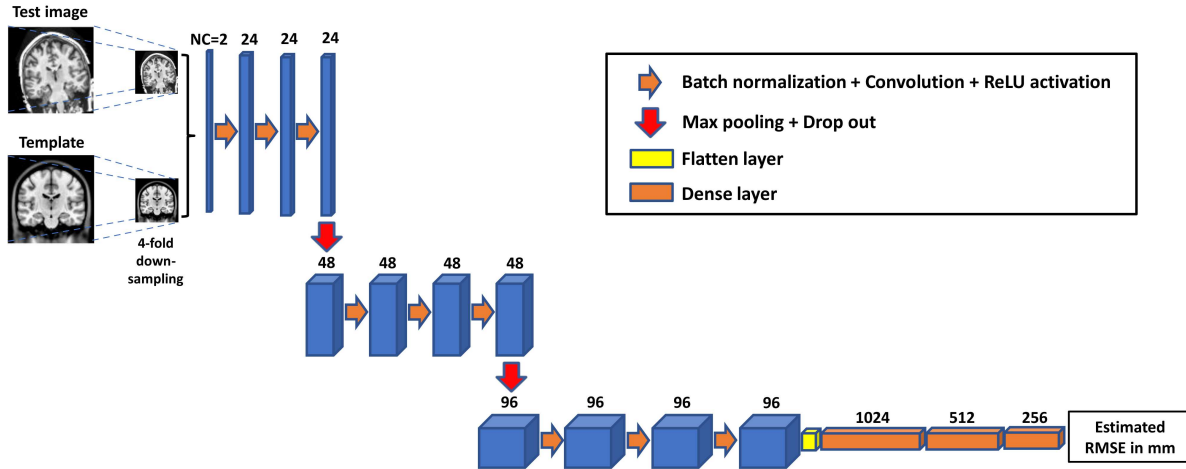 Test image
NC=2 24 24 24
Template
4-fold
down-
sampling
Batch normalization + Convolution + ReLU activation
Max pooling + Drop out
Flatten layer
Dense layer
48 48 48 48
96 96 96 96
1024 512 256
Estimated
RMSE in mm